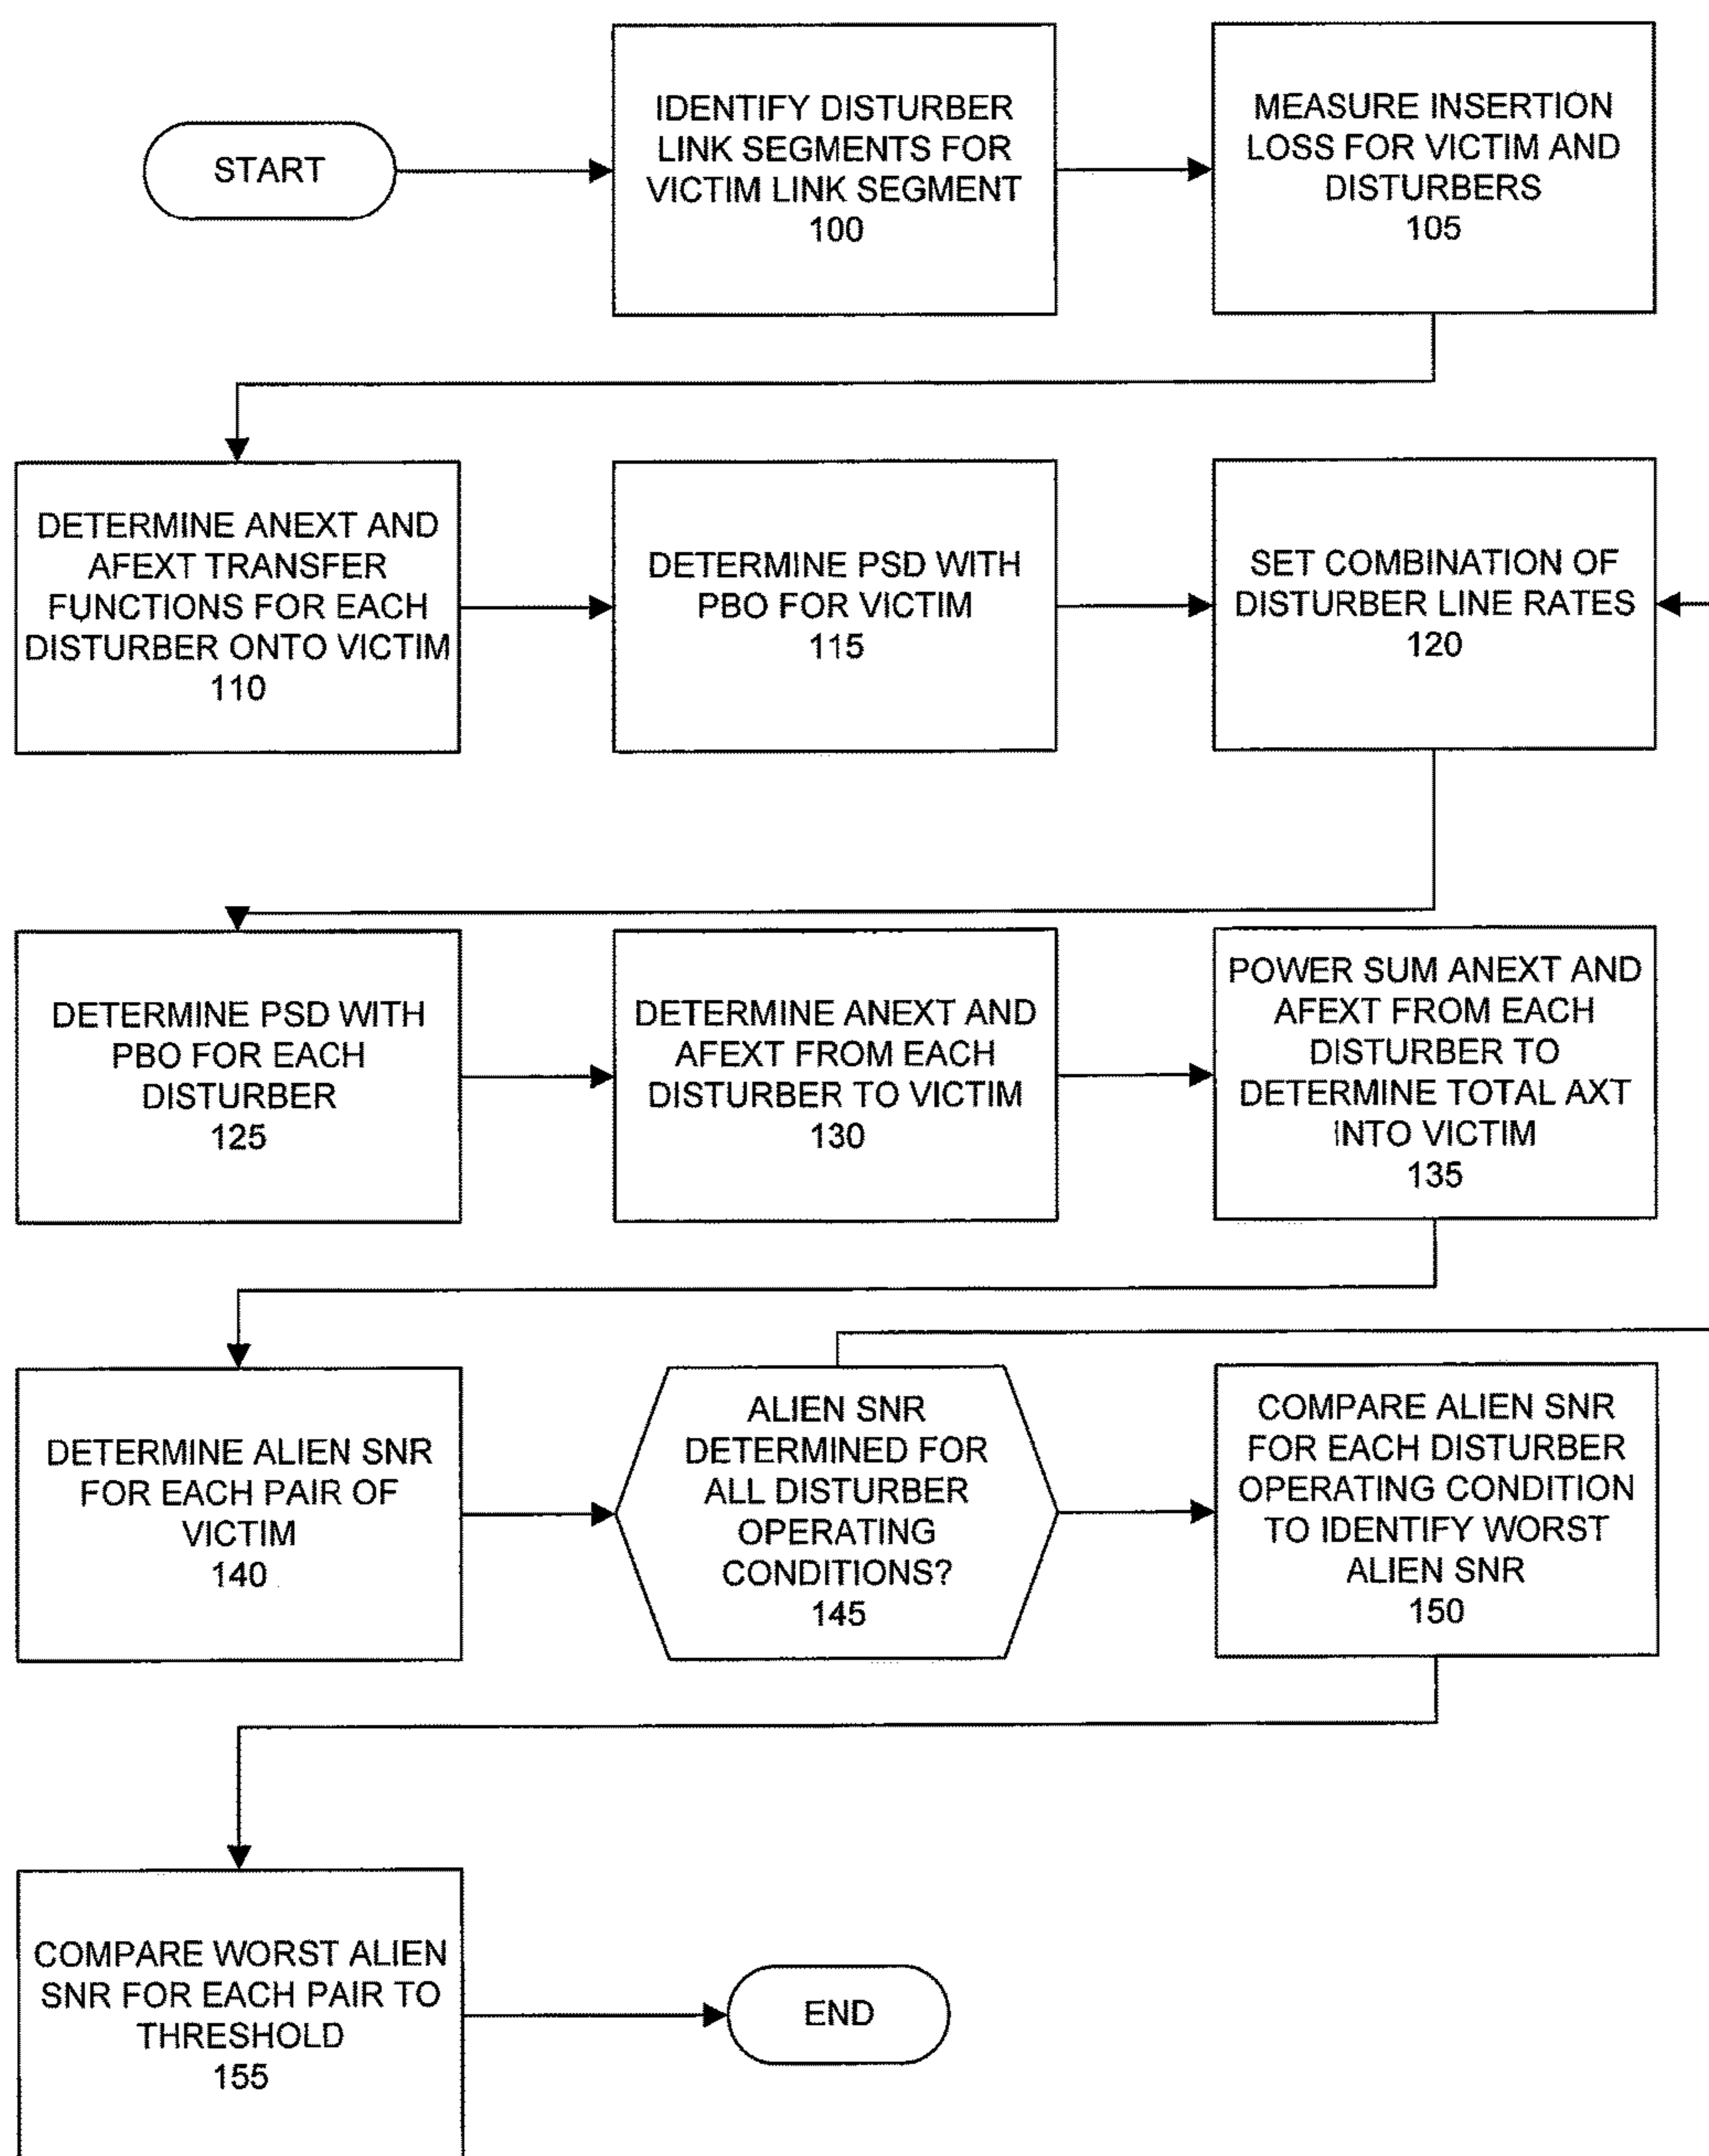 START
IDENTIFY DISTURBER
LINK SEGMENTS FOR
VICTIM LINK SEGMENT
100
MEASURE INSERTION
LOSS FOR VICTIM AND
DISTURBERS
105
DETERMINE ANEXT AND
AFEXT TRANSFER
FUNCTIONS FOR EACH
DISTURBER ONTO VICTIM
110
DETERMINE PSD WITH
PBO FOR VICTIM
115
SET COMBINATION OF
DISTURBER LINE RATES
120
DETERMINE PSD WITH
PBO FOR EACH
DISTURBER
125
DETERMINE ANEXT AND
AFEXT FROM EACH
DISTURBER TO VICTIM
130
POWER SUM ANEXT AND
AFEXT FROM EACH
DISTURBER TO
DETERMINE TOTAL AXT
INTO VICTIM
135
DETERMINE ALIEN SNR
FOR EACH PAIR OF
VICTIM
140
ALIEN SNR
DETERMINED FOR
ALL DISTURBER
OPERATING
CONDITIONS?
145
COMPARE ALIEN SNR
FOR EACH DISTURBER
OPERATING CONDITION
TO IDENTIFY WORST
ALIEN SNR
150
COMPARE WORST ALIEN
SNR FOR EACH PAIR TO
THRESHOLD
155
END